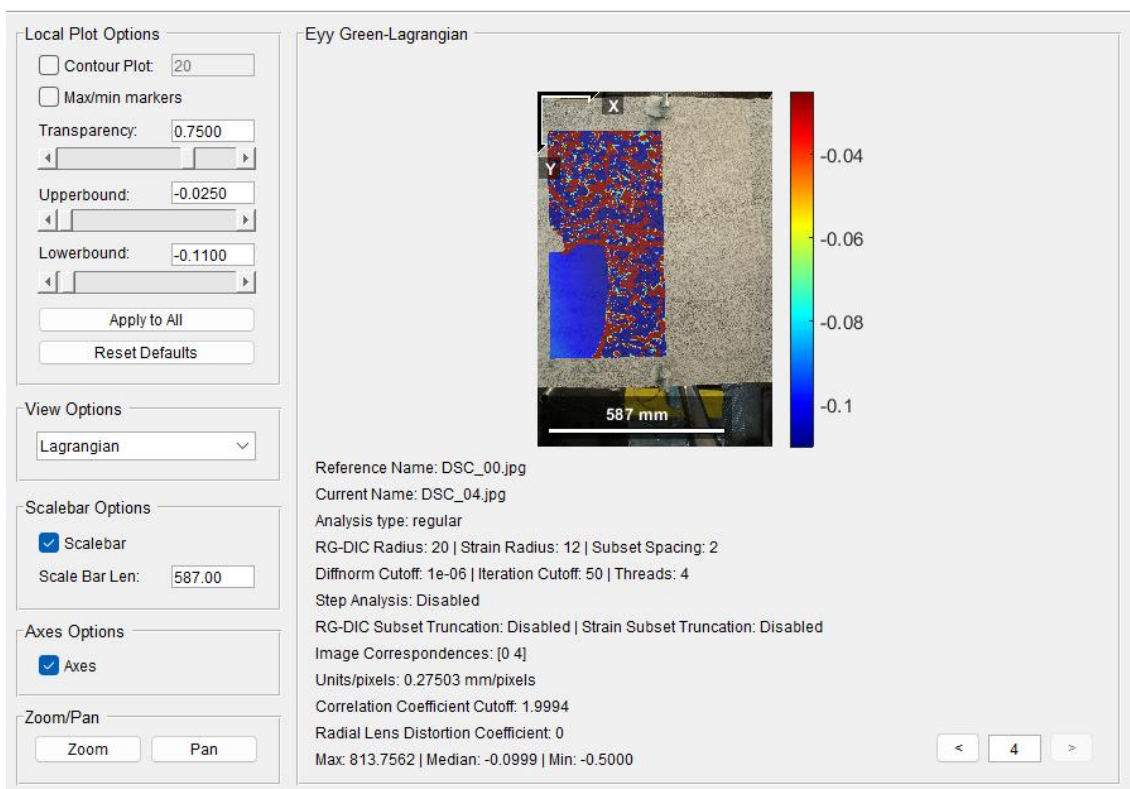 Local Plot Options
Contour Plot: 20
Max/min markers
Transparency: 0.7500
Upperbound: -0.0250
Lowerbound: -0.1100
Apply to All
Reset Defaults
View Options
Lagrangian
Scalebar Options
Scalebar
Scale Bar Len: 587.00
Axes Options
Axes
Zoom/Pan
Zoom Pan
Eyy Green-Lagrangian
X
Y
587 mm
-0.04
-0.06
-0.08
-0.1
Reference Name: DSC_00.jpg
Current Name: DSC_04.jpg
Analysis type: regular
RG-DIC Radius: 20 | Strain Radius: 12 | Subset Spacing: 2
Diffnorm Cutoff: 1e-06 | Iteration Cutoff: 50 | Threads: 4
Step Analysis: Disabled
RG-DIC Subset Truncation: Disabled | Strain Subset Truncation: Disabled
Image Correspondences: [0 4]
Units/pixels: 0.27503 mm/pixels
Correlation Coefficient Cutoff: 1.9994
Radial Lens Distortion Coefficient: 0
Max: 813.7562 | Median: -0.0999 | Min: -0.5000
< 4 >